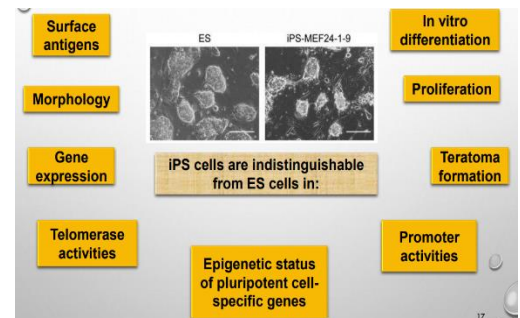 Surface
antigens
ES
iPS-MEF24-1-9
In vitro
differentiation
Morphology
Proliferation
Gene
expression
iPS cells are indistinguishable
from ES cells in:
Teratoma
formation
Telomerase
activities
Epigenetic status
of pluripotent cell-
specific genes
Promoter
activities
17